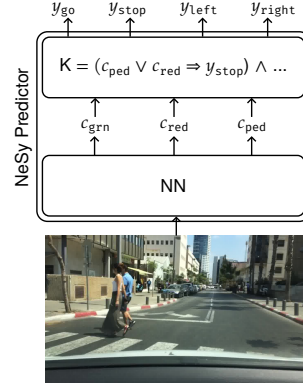 y_go y_stop y_left y_right
K = (c_ped ∨ c_red ⇒ y_stop) ∧ ...
NeSy Predictor
c_grn c_red c_ped
NN